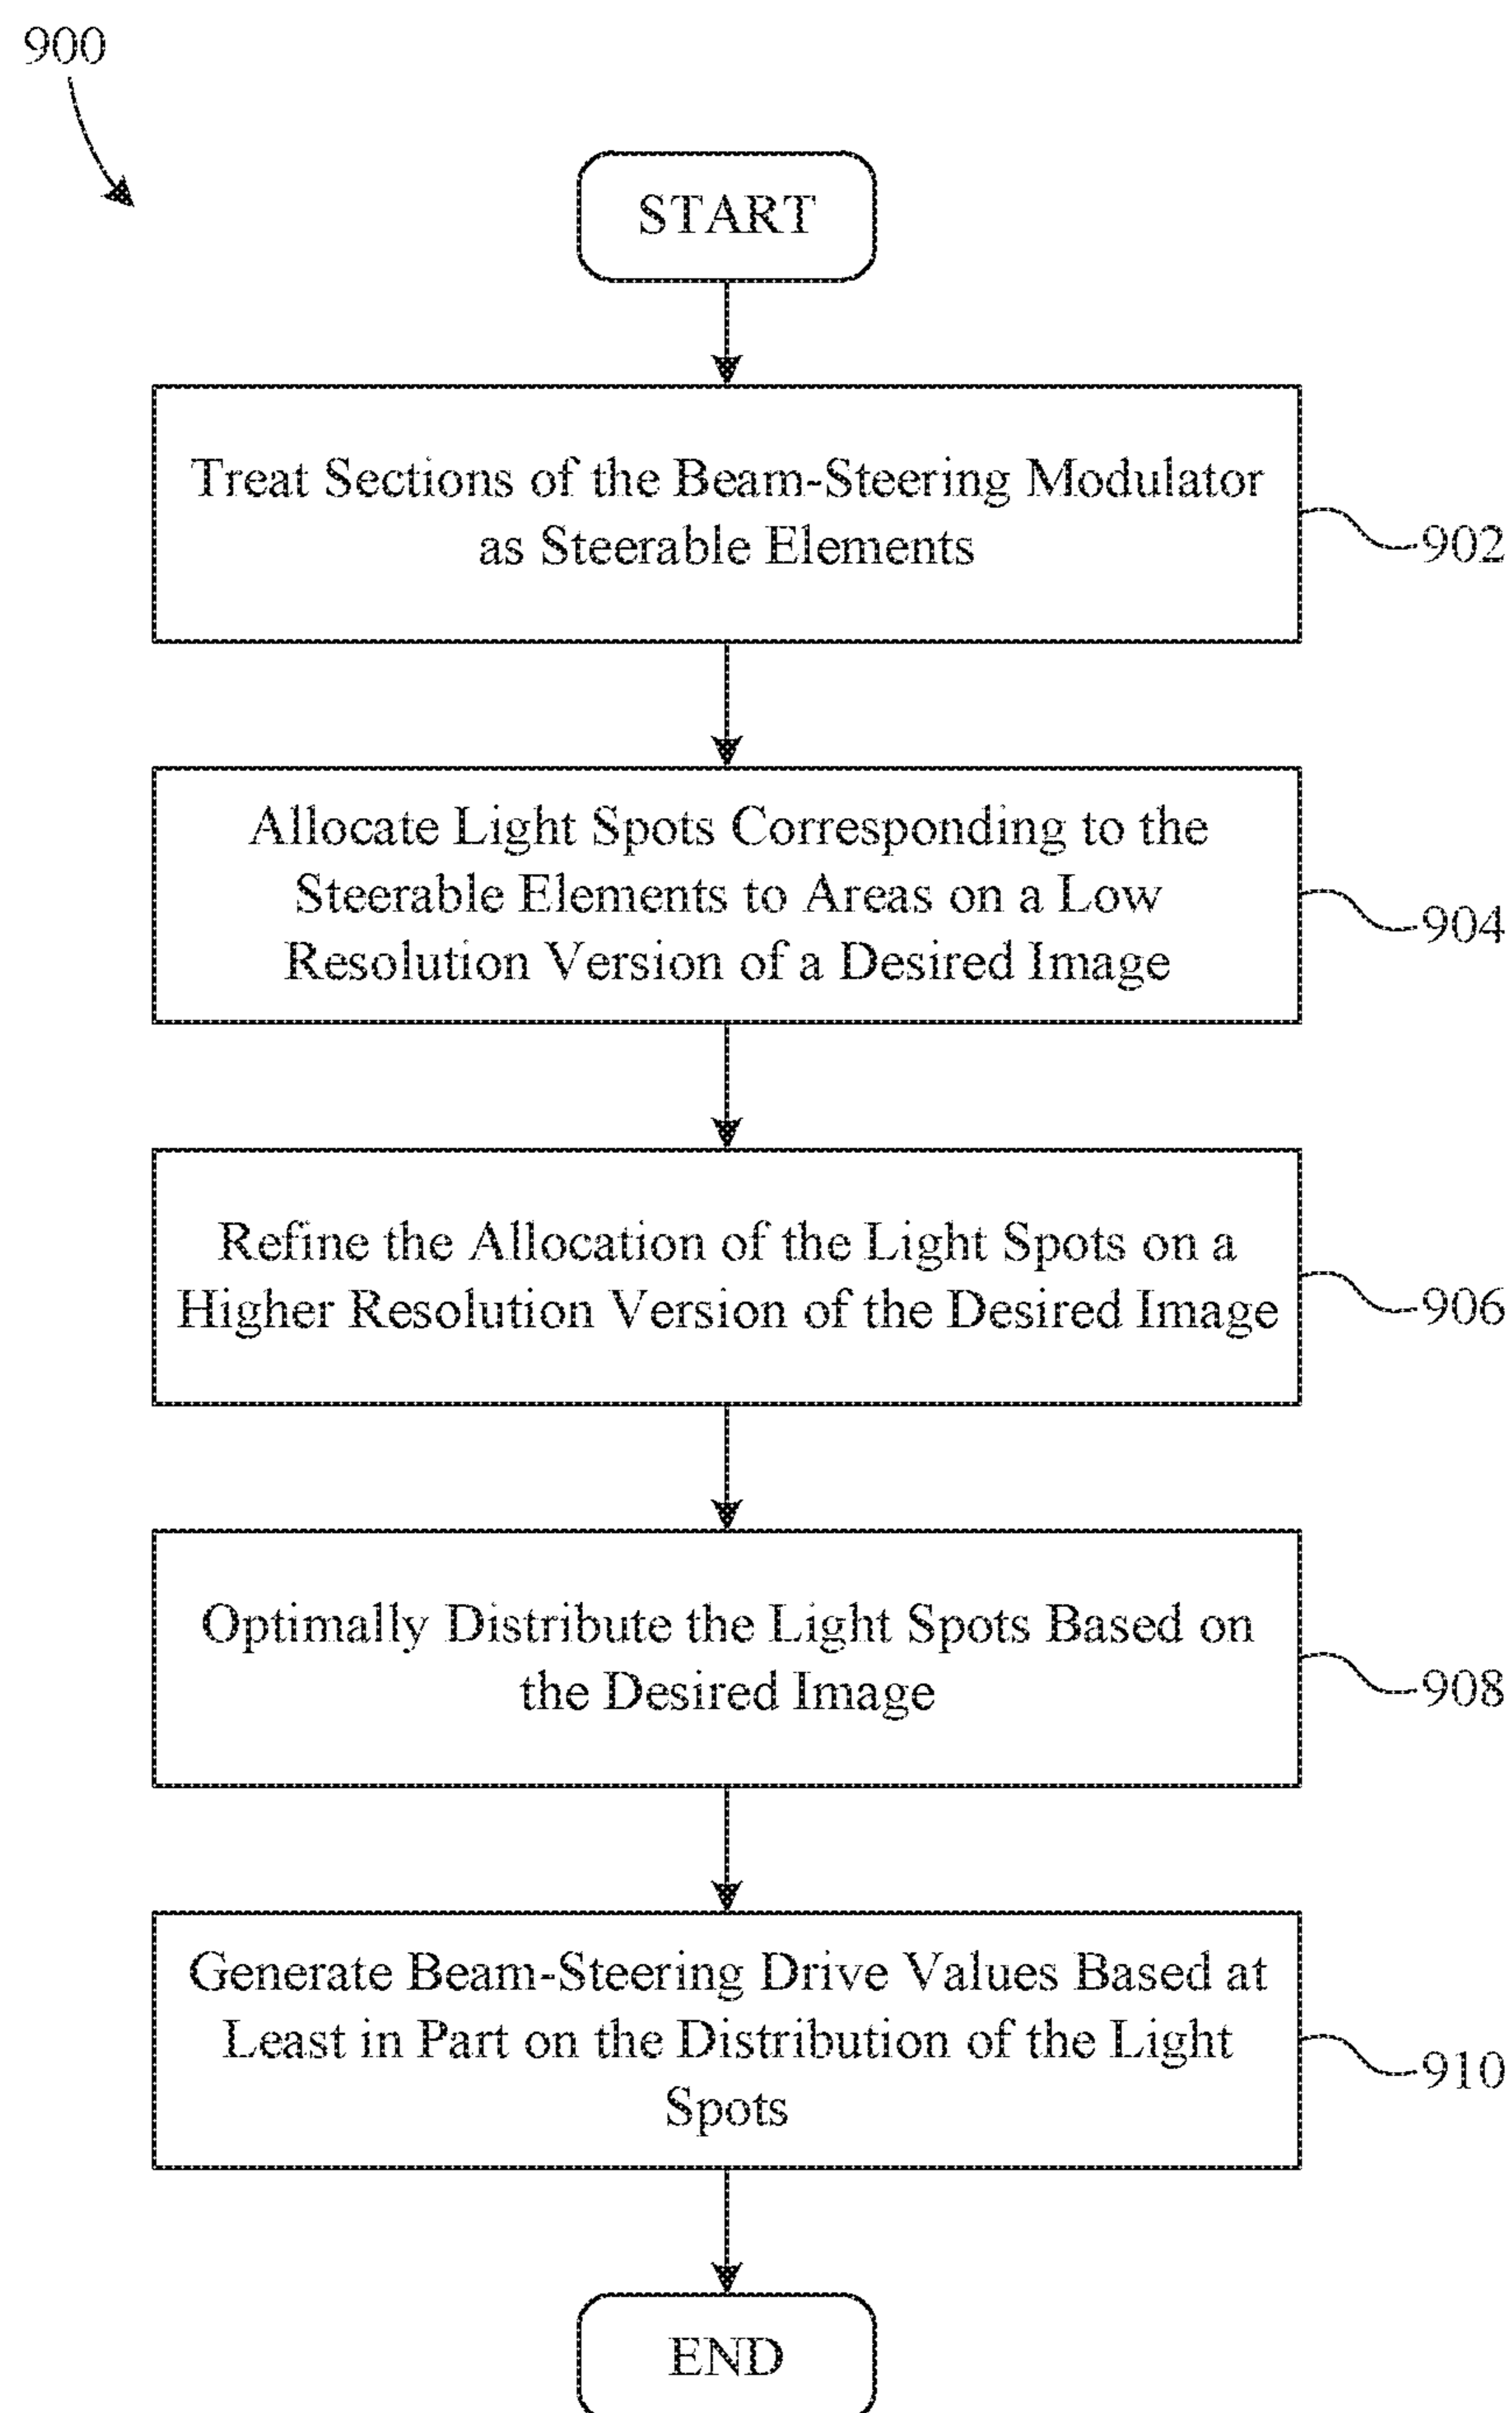 900
START
Treat Sections of the Beam-Steering Modulator
as Steerable Elements
902
Allocate Light Spots Corresponding to the
Steerable Elements to Areas on a Low
Resolution Version of a Desired Image
904
Refine the Allocation of the Light Spots on a
Higher Resolution Version of the Desired Image
906
Optimally Distribute the Light Spots Based on
the Desired Image
908
Generate Beam-Steering Drive Values Based at
Least in Part on the Distribution of the Light
Spots
910
END